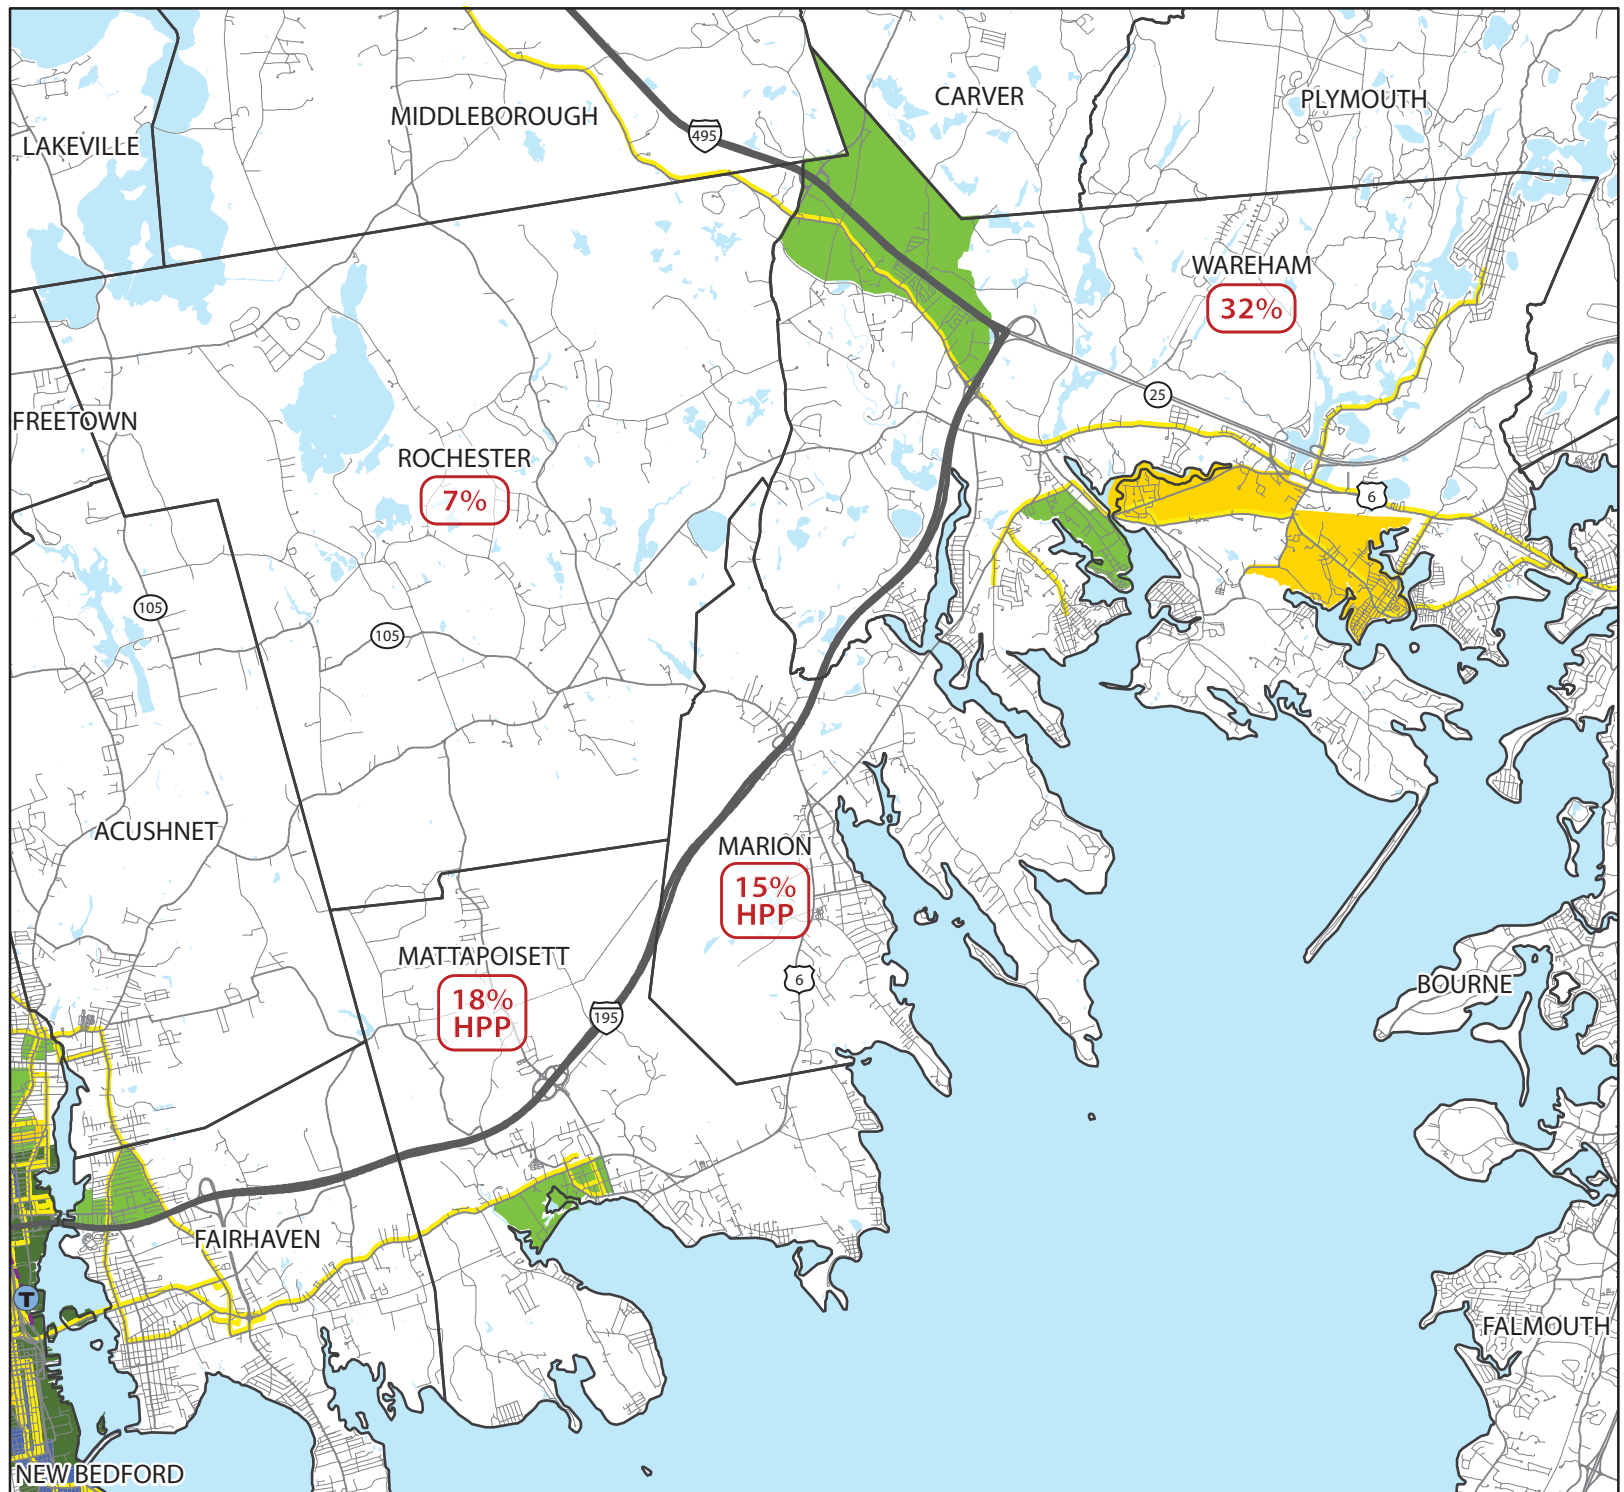 CARVER
PLYMOUTH
MIDDLEBOROUGH
495
LAKEVILLE
WAREHAM
32%
25
FREETOWN
ROCHESTER
7%
6
105
105
ACUSHNET
MARION
15%
HPP
MATTAPOISETT
18%
HPP
6
BOURNE
195
FAIRHAVEN
T
FALMOUTH
NEW BEDFORD